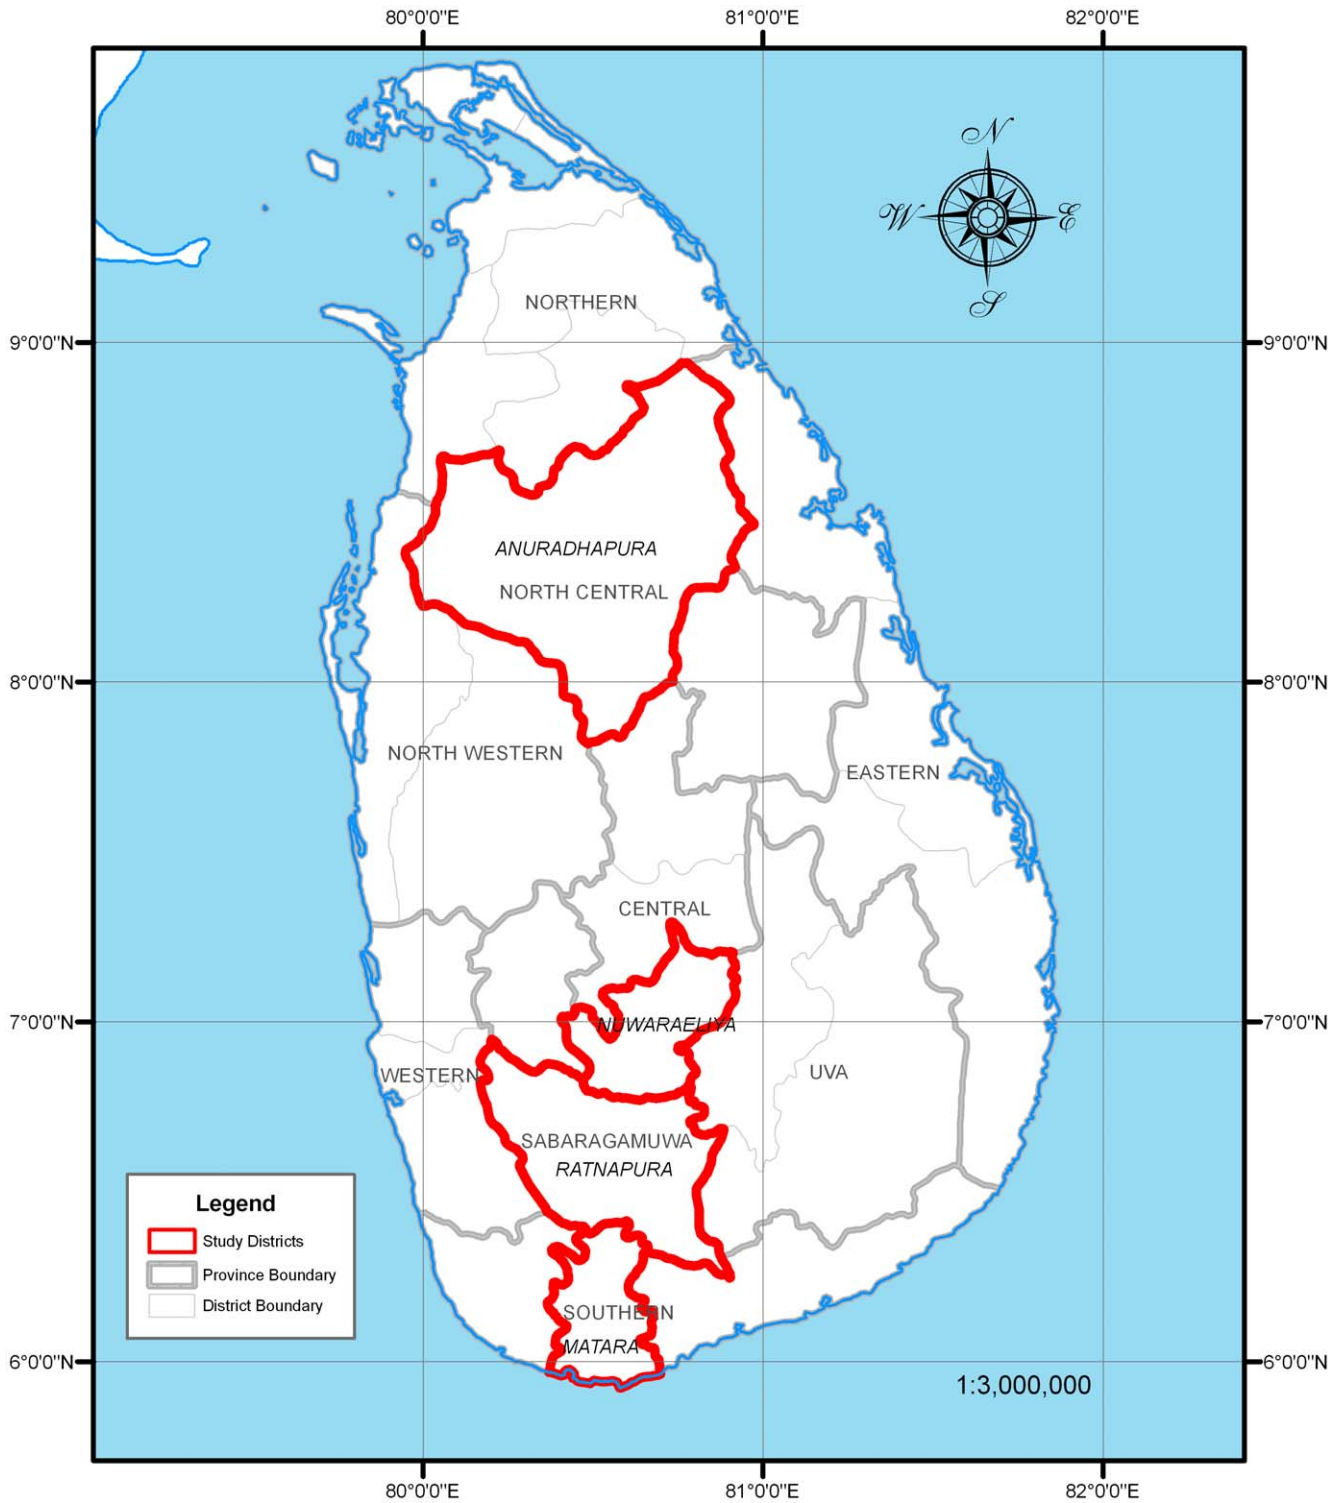 80°0'0"E 81°0'0"E 82°0'0"E
N
W E
S
NORTHERN
9°0'0"N 9°0'0"N
ANURADHAPURA
NORTH CENTRAL
8°0'0"N 8°0'0"N
NORTH WESTERN
EASTERN
CENTRAL
7°0'0"N 7°0'0"N
NUWARAELIYA
WESTERN
UVA
SABARAGAMUWA
RATNAPURA
Legend
Study Districts
Province Boundary
District Boundary
SOUTHERN
MATARA
6°0'0"N 6°0'0"N
1:3,000,000
80°0'0"E 81°0'0"E 82°0'0"E